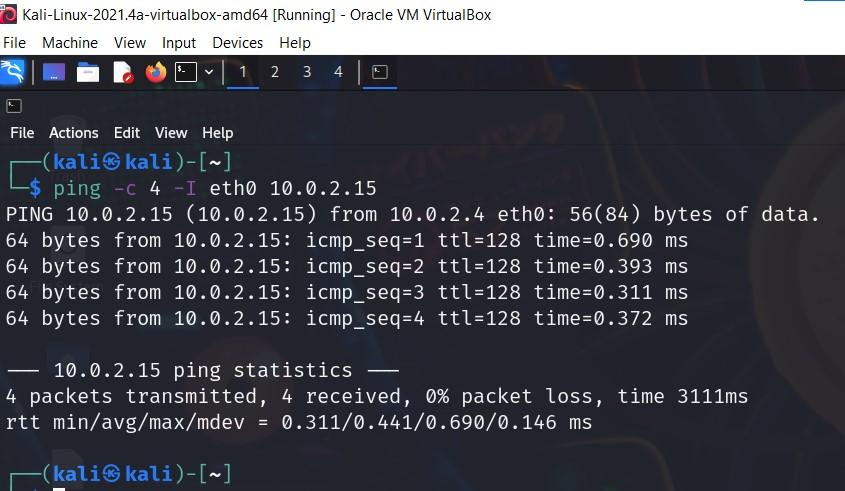 Kali-Linux-2021.4a-virtualbox-amd64 [Running] - Oracle VM VirtualBox
File Machine View Input Devices Help
1 2 3 4
File Actions Edit View Help
┌──(kali㉿kali)-[~]
└─$ ping -c 4 -I eth0 10.0.2.15
PING 10.0.2.15 (10.0.2.15) from 10.0.2.4 eth0: 56(84) bytes of data.
64 bytes from 10.0.2.15: icmp_seq=1 ttl=128 time=0.690 ms
64 bytes from 10.0.2.15: icmp_seq=2 ttl=128 time=0.393 ms
64 bytes from 10.0.2.15: icmp_seq=3 ttl=128 time=0.311 ms
64 bytes from 10.0.2.15: icmp_seq=4 ttl=128 time=0.372 ms
─── 10.0.2.15 ping statistics ───
4 packets transmitted, 4 received, 0% packet loss, time 3111ms
rtt min/avg/max/mdev = 0.311/0.441/0.690/0.146 ms
┌──(kali㉿kali)-[~]